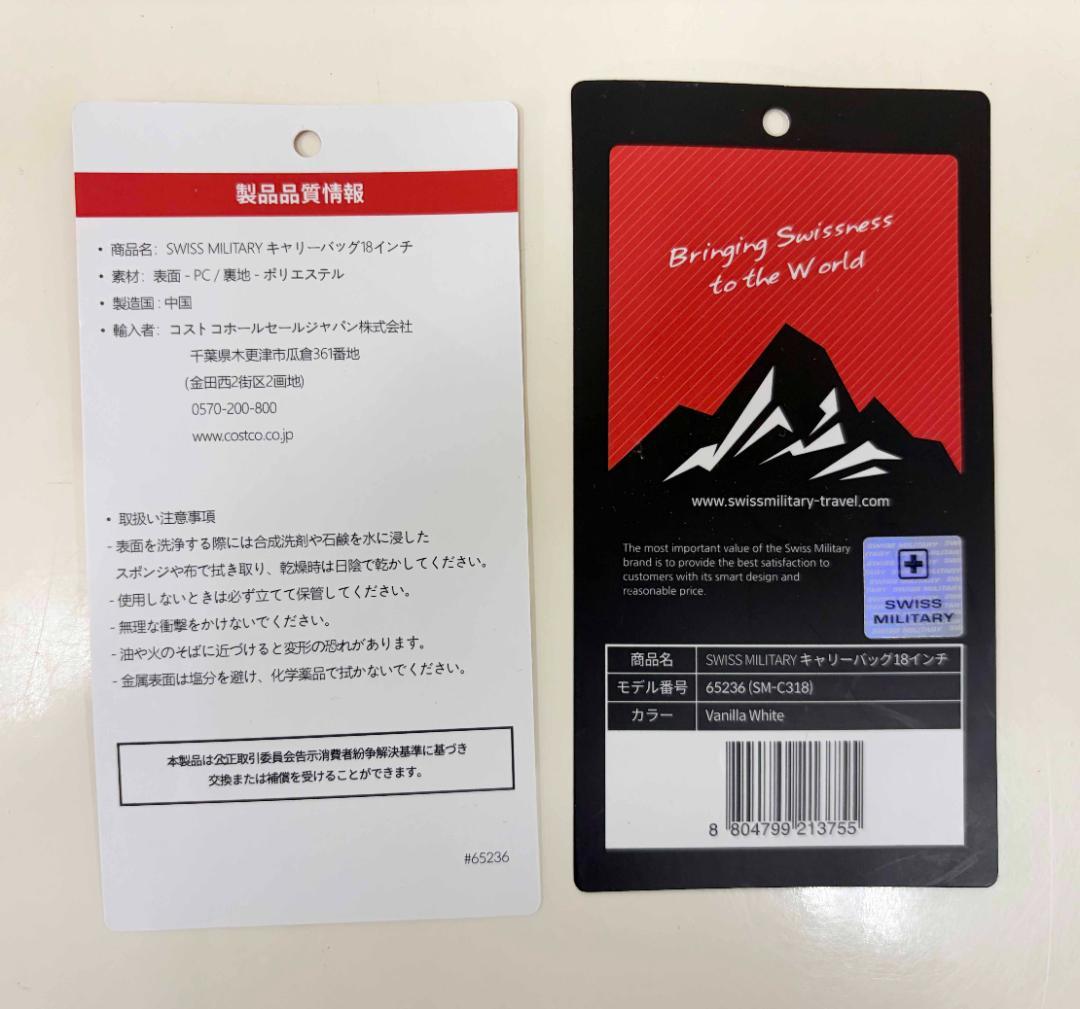 製品品質情報
• 商品名: SWISS MILITARY キャリーバッグ18インチ
• 素材: 表面 - PC / 裏地 - ポリエステル
• 製造国 : 中国
• 輸入者: コストコホールセールジャパン株式会社
千葉県木更津市瓜倉361番地
(金田西2街区2画地)
0570-200-800
www.costco.co.jp
• 取扱い注意事項
- 表面を洗浄する際には合成洗剤や石鹸を水に浸した
スポンジや布で拭き取り、乾燥時は日陰で乾かしてください。
- 使用しないときは必ず立てて保管してください。
- 無理な衝撃をかけないでください。
- 油や火のそばに近づけると変形の恐れがあります。
- 金属表面は塩分を避け、化学薬品で拭かないでください。
本製品は公正取引委員会告示消費者紛争解決基準に基づき
交換または補償を受けることができます。
#65236
Bringing Swissness
to the World
www.swissmilitary-travel.com
The most important value of the Swiss Military
brand is to provide the best satisfaction to
customers with its smart design and
reasonable price.
SWISS
MILITARY
商品名 SWISS MILITARY キャリーバッグ18インチ
モデル番号 65236 (SM-C318)
カラー Vanilla White
8 804799 213755